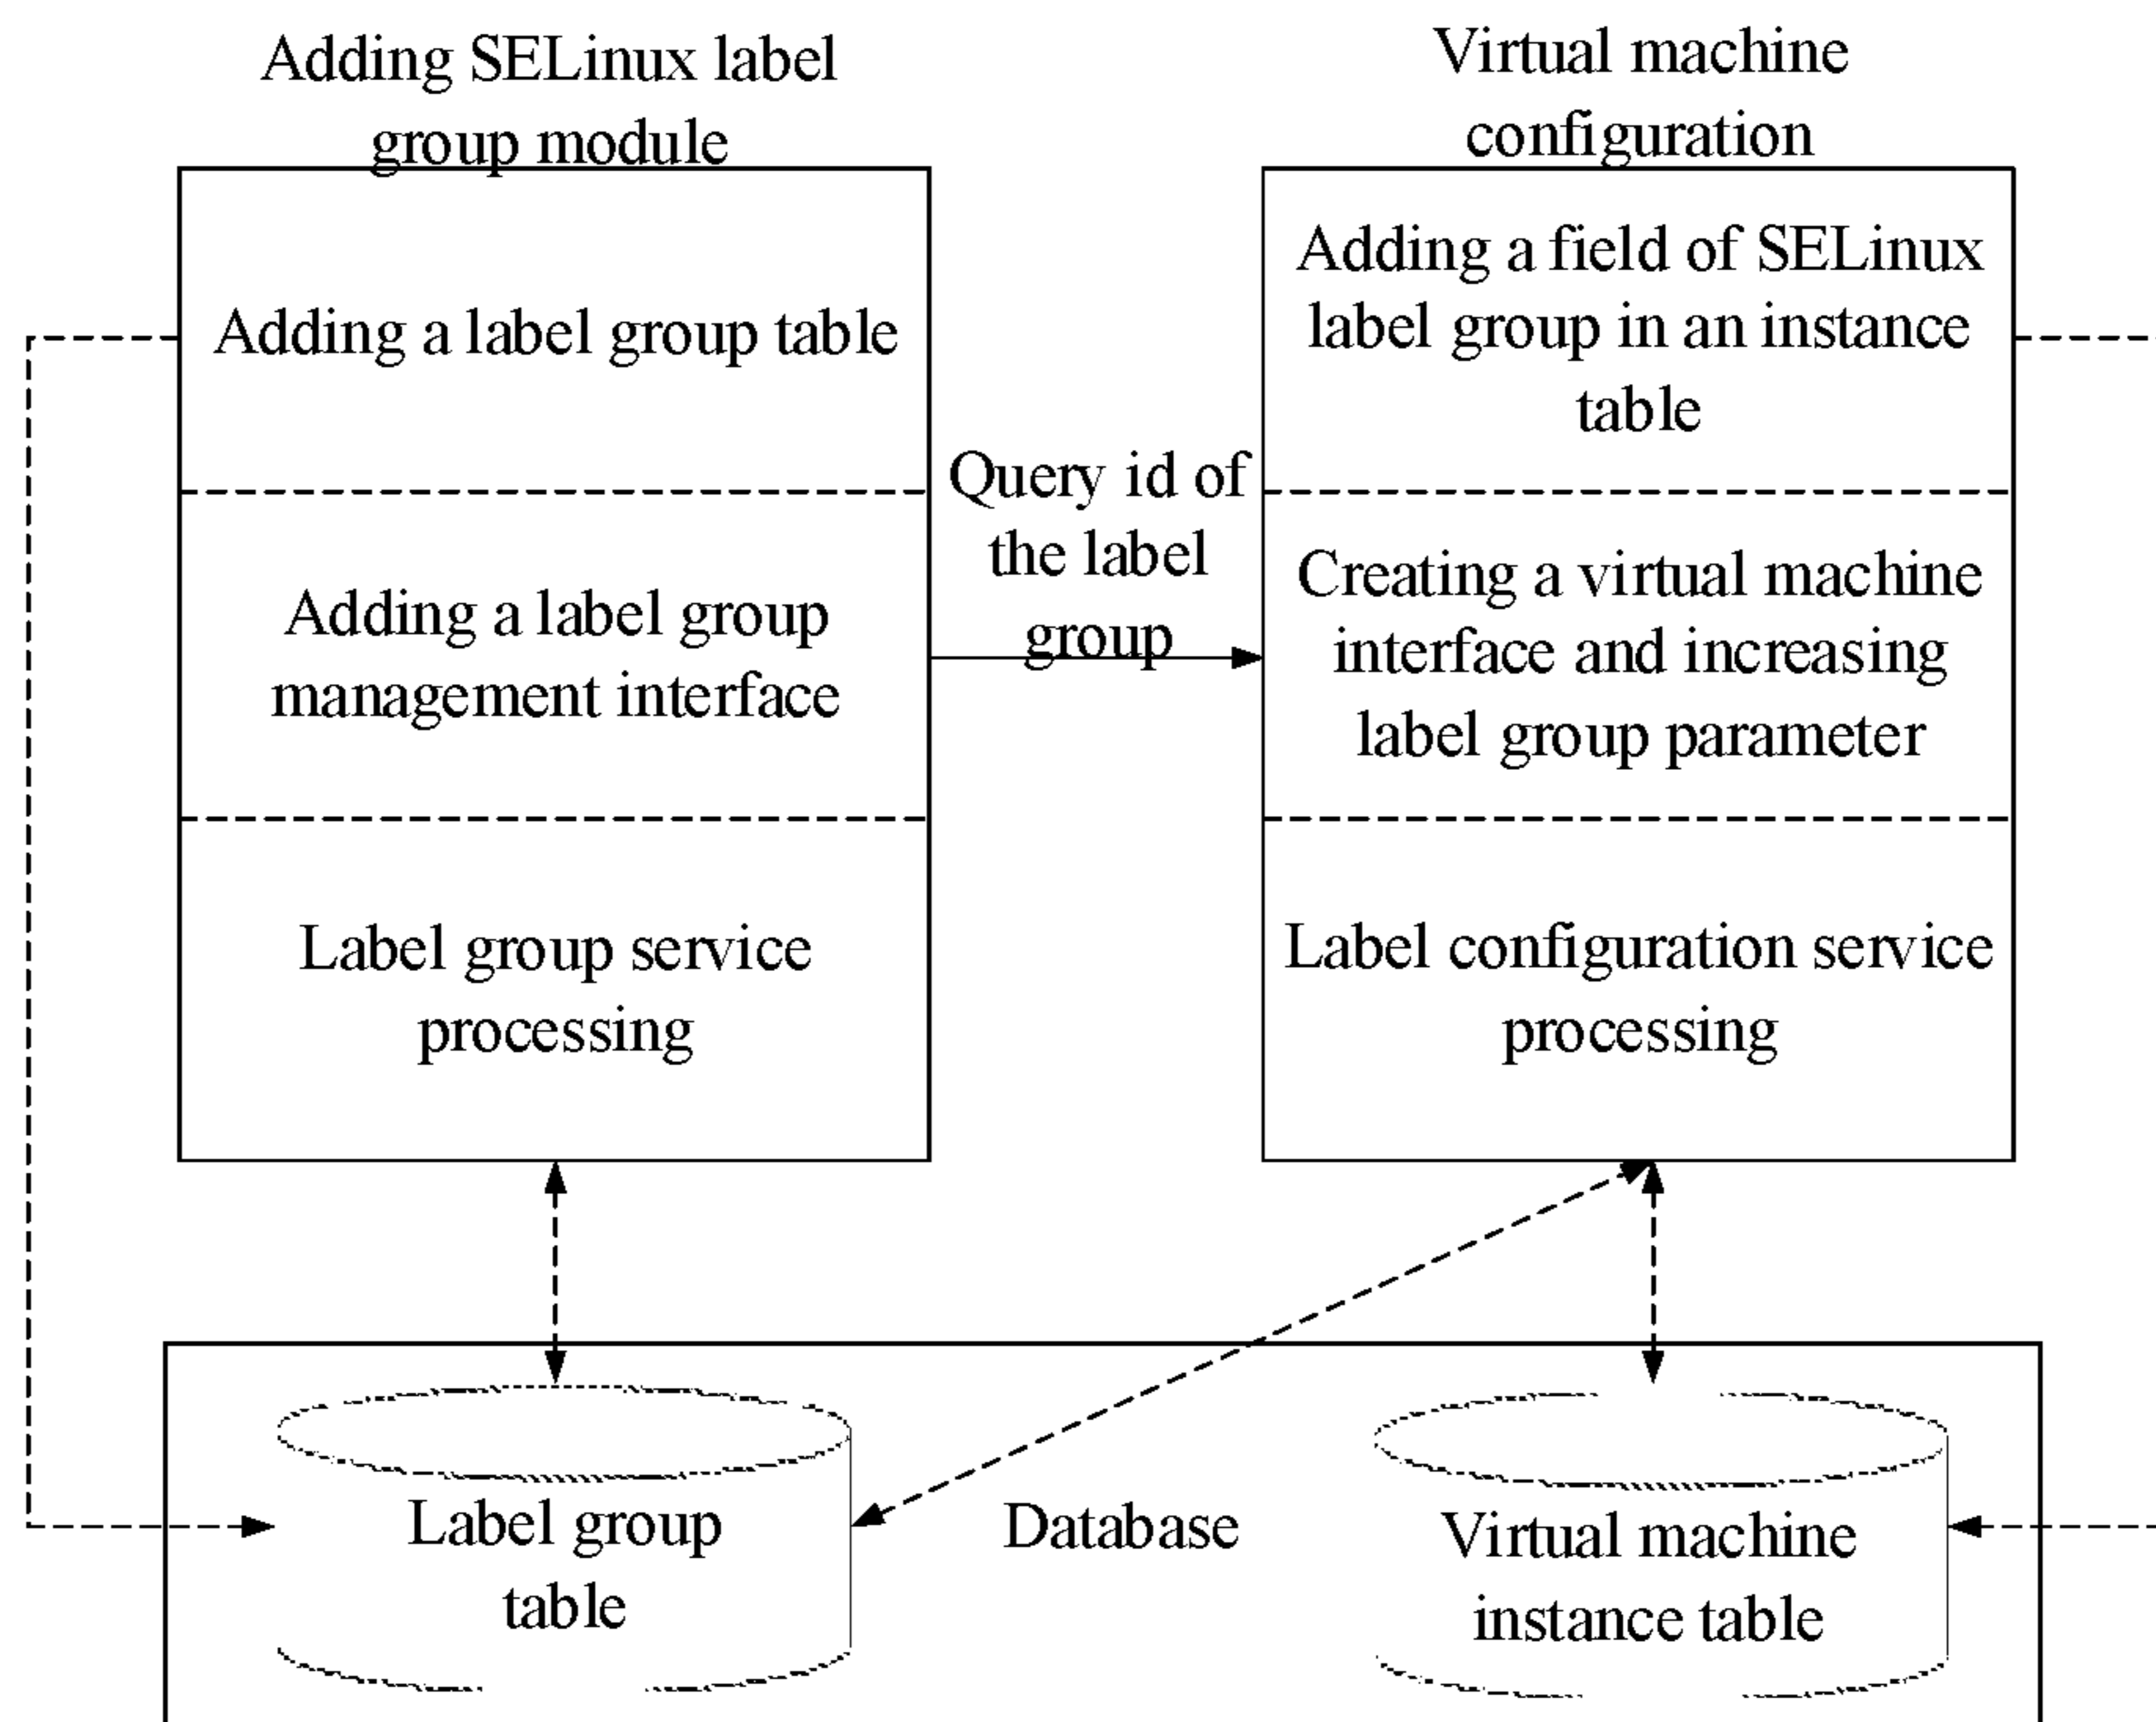 Adding SELinux label
group module
Virtual machine
configuration
Adding a label group table
Adding a label group
management interface
Label group service
processing
Query id of
the label
group
Adding a field of SELinux
label group in an instance
table
Creating a virtual machine
interface and increasing
label group parameter
Label configuration service
processing
Label group
table
Database
Virtual machine
instance table